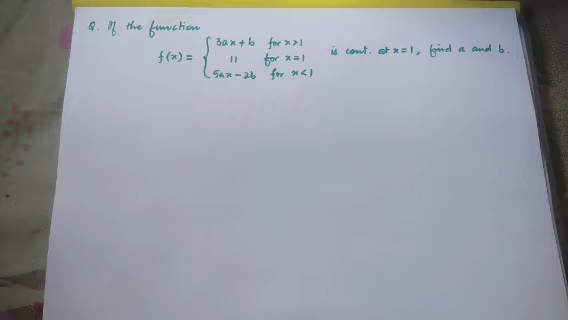 Q. If the function
3ax+b for x>1
f(x) = { 11 for x=1 is cont. at x=1, find a and b.
5ax-2b for x<1